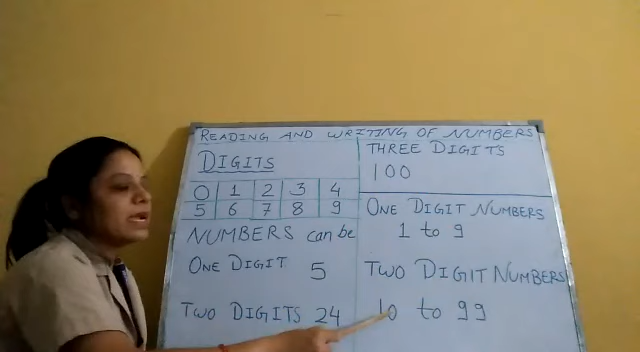 READING AND WRITING OF NUMBERS
DIGITS
0 1 2 3 4
5 6 7 8 9
NUMBERS can be
ONE DIGIT 5
TWO DIGITS 24
THREE DIGITS
100
ONE DIGIT NUMBERS
1 to 9
TWO DIGIT NUMBERS
10 to 99